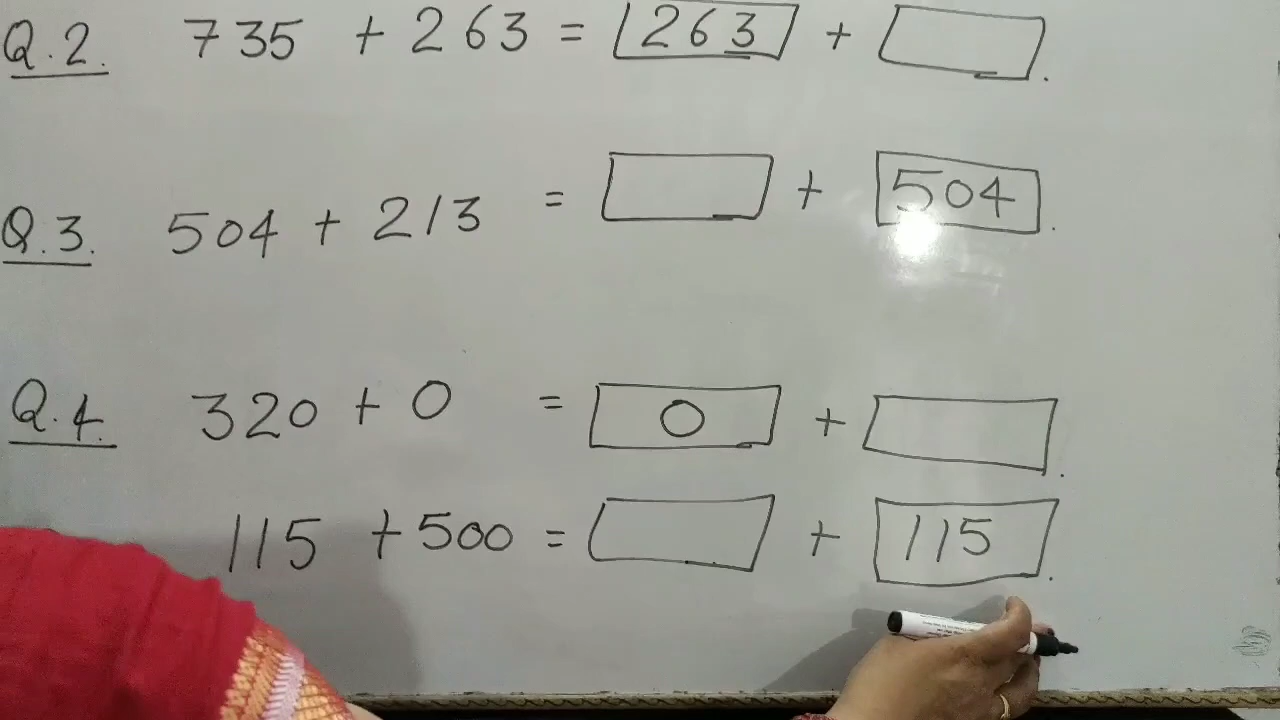 Q.2. 735 + 263 = 263 + .
Q.3. 504 + 213 = + 504 .
Q.4. 320 + 0 = 0 + .
115 + 500 = + 115 .